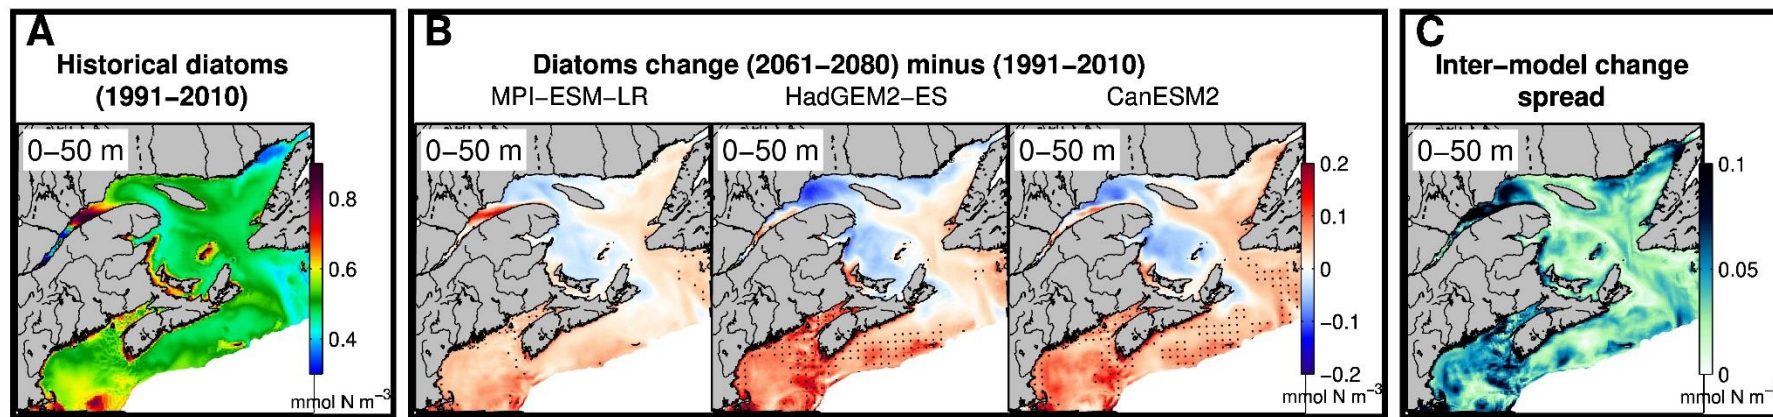 A
Historical diatoms
(1991−2010)
0−50 m
0.8
0.6
0.4
mmol N m−3
B
Diatoms change (2061−2080) minus (1991−2010)
MPI−ESM−LR
HadGEM2−ES
CanESM2
0−50 m
0−50 m
0−50 m
0.2
0.1
0
−0.1
−0.2
mmol N m−3
C
Inter−model change
spread
0−50 m
0.1
0.05
0
mmol N m−3